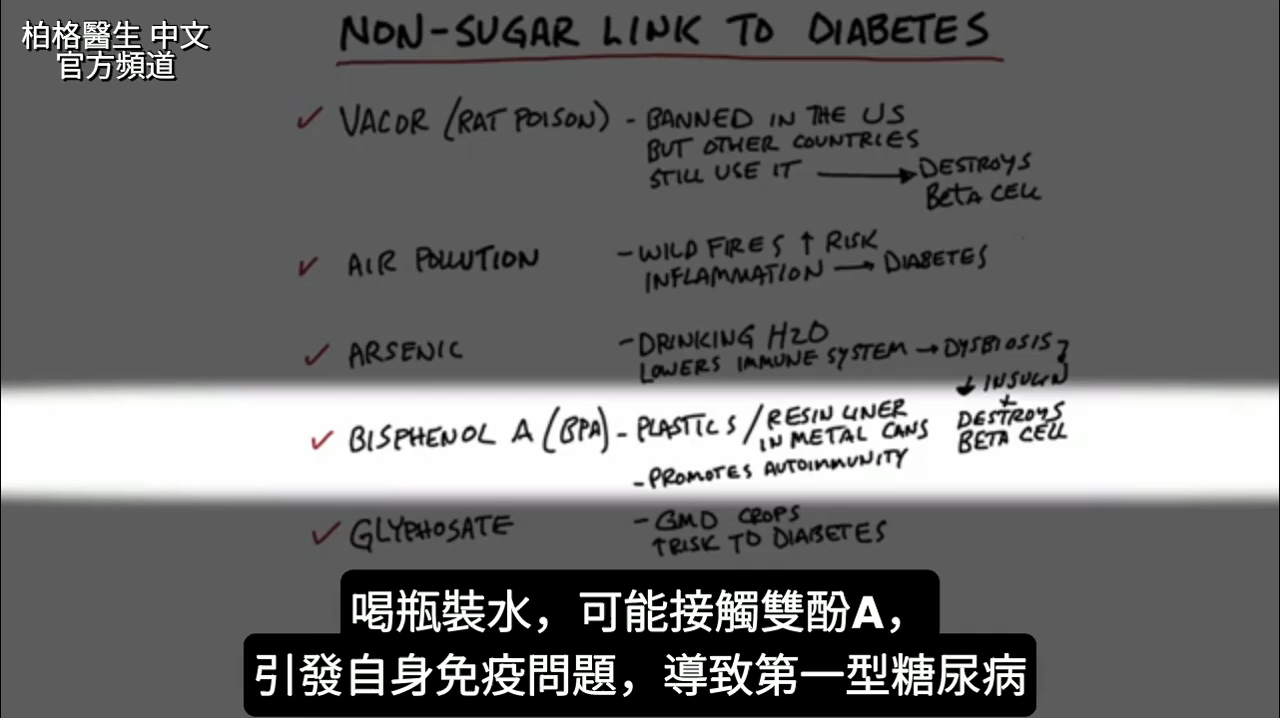 柏格醫生 中文
官方頻道
NON-SUGAR LINK TO DIABETES
✓ VACOR (RAT POISON) - BANNED IN THE US
BUT OTHER COUNTRIES
STILL USE IT → DESTROYS
BETA CELL
✓ AIR POLLUTION - WILD FIRES ↑ RISK
INFLAMMATION → DIABETES
✓ ARSENIC - DRINKING H2O
LOWERS IMMUNE SYSTEM → DYSBIOSIS
↓ INSULIN
+
DESTROYS
BETA CELL
✓ BISPHENOL A (BPA) - PLASTICS / RESIN LINER
IN METAL CANS
- PROMOTES AUTOIMMUNITY
✓ GLYPHOSATE - GMO CROPS
↑ RISK TO DIABETES
喝瓶裝水，可能接觸雙酚A，
引發自身免疫問題，導致第一型糖尿病